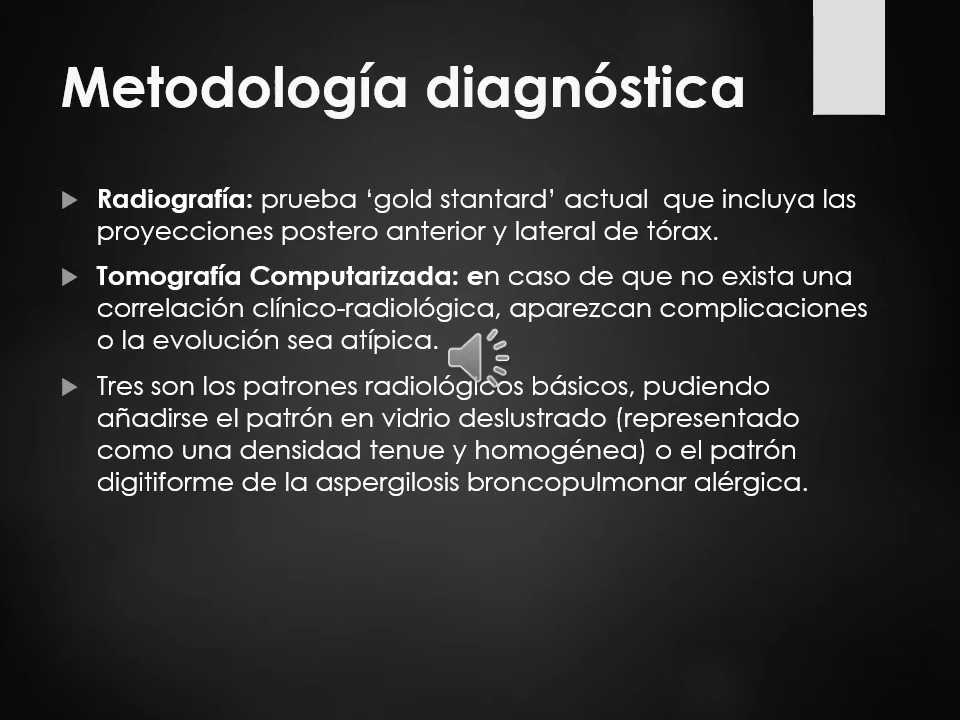 Metodología diagnóstica
Radiografía: prueba ‘gold stantard’ actual que incluya las
proyecciones postero anterior y lateral de tórax.
Tomografía Computarizada: en caso de que no exista una
correlación clínico-radiológica, aparezcan complicaciones
o la evolución sea atípica.
Tres son los patrones radiológicos básicos, pudiendo
añadirse el patrón en vidrio deslustrado (representado
como una densidad tenue y homogénea) o el patrón
digitiforme de la aspergilosis broncopulmonar alérgica.